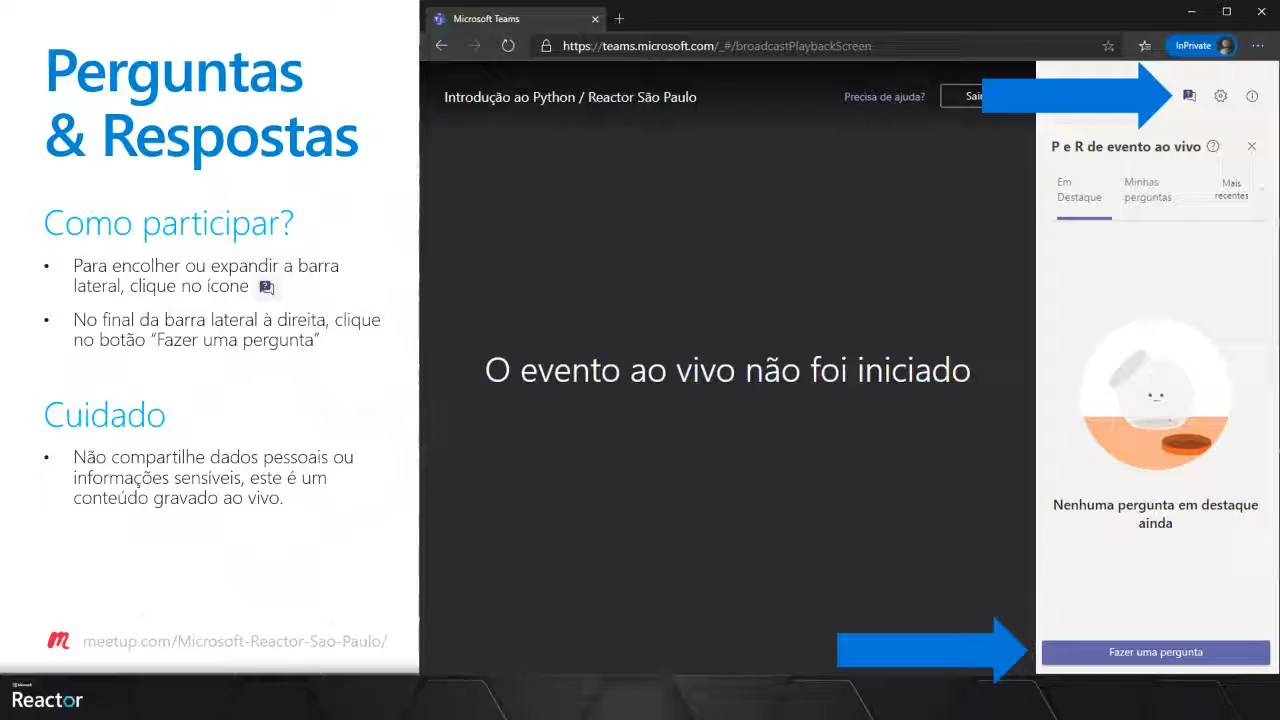 Perguntas
& Respostas
Como participar?
• Para encolher ou expandir a barra
lateral, clique no ícone
• No final da barra lateral à direita, clique
no botão “Fazer uma pergunta”
Cuidado
• Não compartilhe dados pessoais ou
informações sensíveis, este é um
conteúdo gravado ao vivo.
meetup.com/Microsoft-Reactor-Sao-Paulo/
Microsoft
Reactor
Microsoft Teams
https://teams.microsoft.com/_#/broadcastPlaybackScreen
InPrivate
Introdução ao Python / Reactor São Paulo
Precisa de ajuda?
Sair
O evento ao vivo não foi iniciado
P e R de evento ao vivo
Em
Destaque
Minhas
perguntas
Mais
recentes
Nenhuma pergunta em destaque
ainda
Fazer uma pergunta